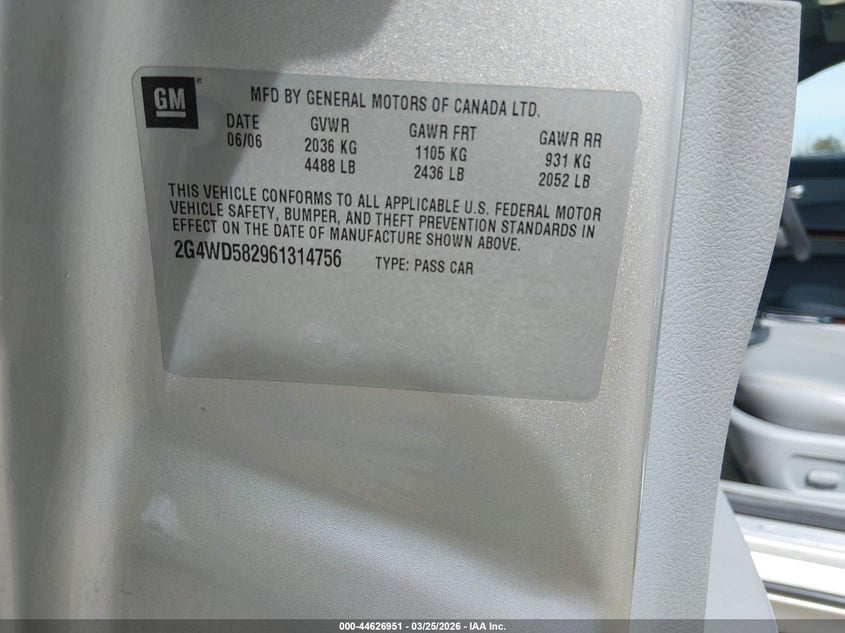 GM
MFD BY GENERAL MOTORS OF CANADA LTD.
DATE GVWR GAWR FRT GAWR RR
06/06 2036 KG 1105 KG 931 KG
4488 LB 2436 LB 2052 LB
THIS VEHICLE CONFORMS TO ALL APPLICABLE U.S. FEDERAL MOTOR
VEHICLE SAFETY, BUMPER, AND THEFT PREVENTION STANDARDS IN
EFFECT ON THE DATE OF MANUFACTURE SHOWN ABOVE.
2G4WD582961314756 TYPE: PASS CAR
000-44626951 — 03/25/2026 — IAA Inc.